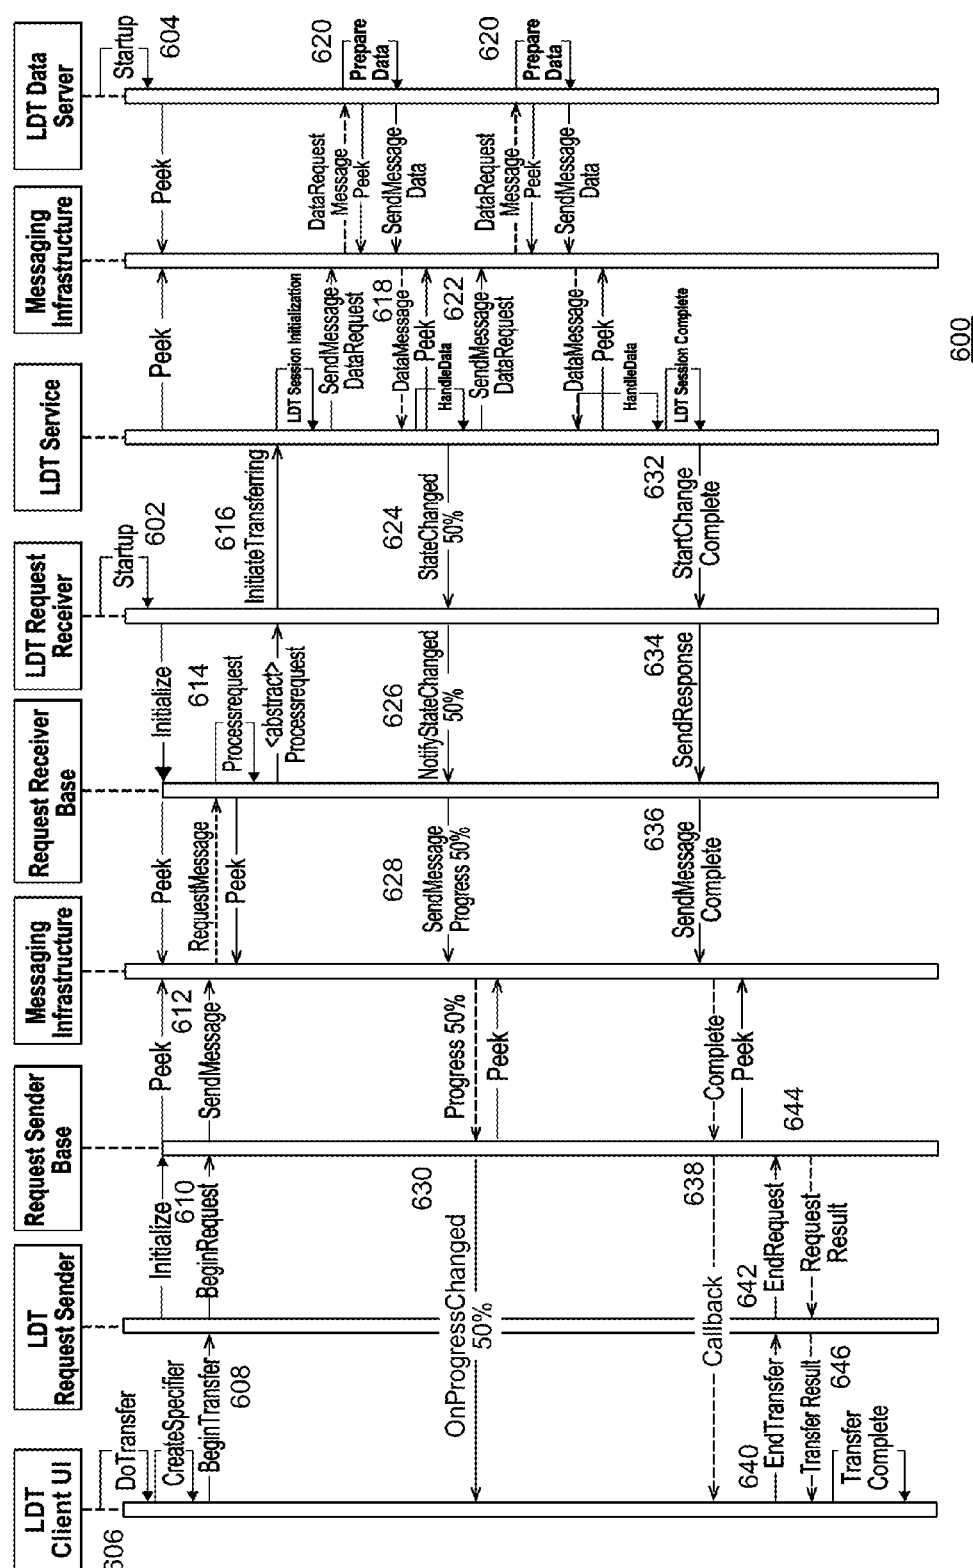 LDT
Client UI
LDT
Request Sender
Request Sender
Base
Messaging
Infrastructure
Request Receiver
Base
LDT Request
Receiver
LDT Service
Messaging
Infrastructure
LDT Data
Server
606
DoTransfer
CreateSpecifier
BeginTransfer
608
Initialize
610
BeginRequest
Peek
612
SendMessage
Peek
RequestMessage
Peek
Initialize
614
Processrequest
<abstract>
Processrequest
Startup
602
616
InitiateTransferring
Peek
LDT Session Initialization
SendMessage
DataRequest
618
DataMessage
Peek
HandleData
622
SendMessage
DataRequest
DataMessage
Peek
HandleData
LDT Session Complete
Peek
DataRequest
Message
Peek
SendMessage
Data
DataRequest
Message
Peek
SendMessage
Data
Startup
604
620
Prepare
Data
620
Prepare
Data
624
StateChanged
50%
626
NotifyStateChanged
50%
628
SendMessage
Progress 50%
Progress 50%
Peek
630
OnProgressChanged
50%
632
StartChange
Complete
634
SendResponse
636
SendMessage
Complete
Complete
Peek
638
Callback
640
EndTransfer
642
EndRequest
644
Request
Result
Transfer Result
646
Transfer
Complete
600